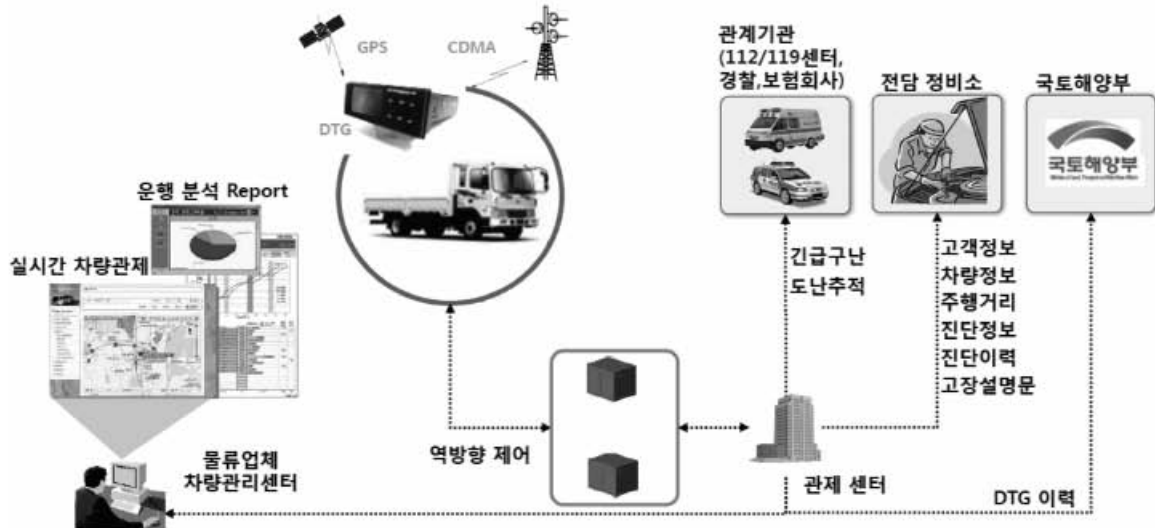 GPS
CDMA
DTG
관계기관
(112/119센터,
경찰,보험회사)
전담 정비소
국토해양부
국토해양부
운행 분석 Report
실시간 차량관제
긴급구난
도난추적
고객정보
차량정보
주행거리
진단정보
진단이력
고장설명문
역방향 제어
물류업체
차량관리센터
관제 센터
DTG 이력